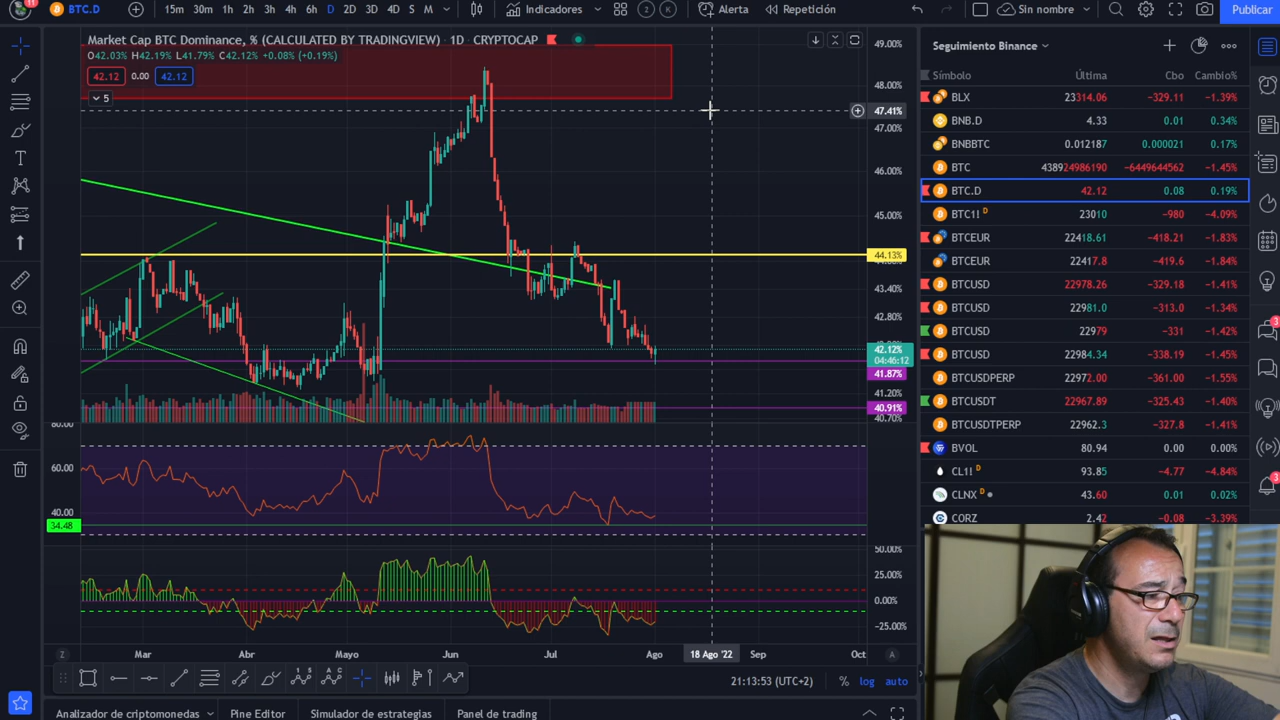 11 BTC.D 15m 30m 1h 2h 3h 4h 6h D 2D 3D 4D S M Indicadores 2 Alerta Repetición Sin nombre Publicar
Market Cap BTC Dominance, % (CALCULATED BY TRADINGVIEW) · 1D · CRYPTOCAP
O42.03% H42.19% L41.79% C42.12% +0.08% (+0.19%)
42.12 0.00 42.12
5
49.00%
48.00%
47.41%
47.00%
46.00%
45.00%
44.13%
43.40%
42.80%
42.12%
04:46:12
41.87%
41.20%
40.91%
40.70%
80.00
60.00
40.00
34.48
50.00%
25.00%
0.00%
−25.00%
Z Mar Abr Mayo Jun Jul Ago 18 Ago '22 Sep Oct A
21:13:53 (UTC+2) % log auto
Analizador de criptomonedas Pine Editor Simulador de estrategias Panel de trading
Seguimiento Binance
Símbolo Última Cbo Cambio%
BLX 23314.06 −329.11 −1.39%
BNB.D 4.33 0.01 0.34%
BNBBTC 0.012187 0.000021 0.17%
BTC 43892498619­0 −6449644562 −1.45%
BTC.D 42.12 0.08 0.19%
BTC1! D 23010 −980 −4.09%
BTCEUR 22418.61 −418.21 −1.83%
BTCEUR 22417.8 −419.6 −1.84%
BTCUSD 22978.26 −329.18 −1.41%
BTCUSD 22981.0 −313.0 −1.34%
BTCUSD 22979 −331 −1.42%
BTCUSD 22984.34 −338.19 −1.45%
BTCUSDPERP 22972.00 −361.00 −1.55%
BTCUSDT 22967.89 −325.43 −1.40%
BTCUSDTPERP 22962.3 −327.8 −1.41%
BVOL 80.94 0.00 0.00%
CL1! D 93.85 −4.77 −4.84%
CLNX D 43.60 0.01 0.02%
CORZ 2.42 −0.08 −3.39%
3
3